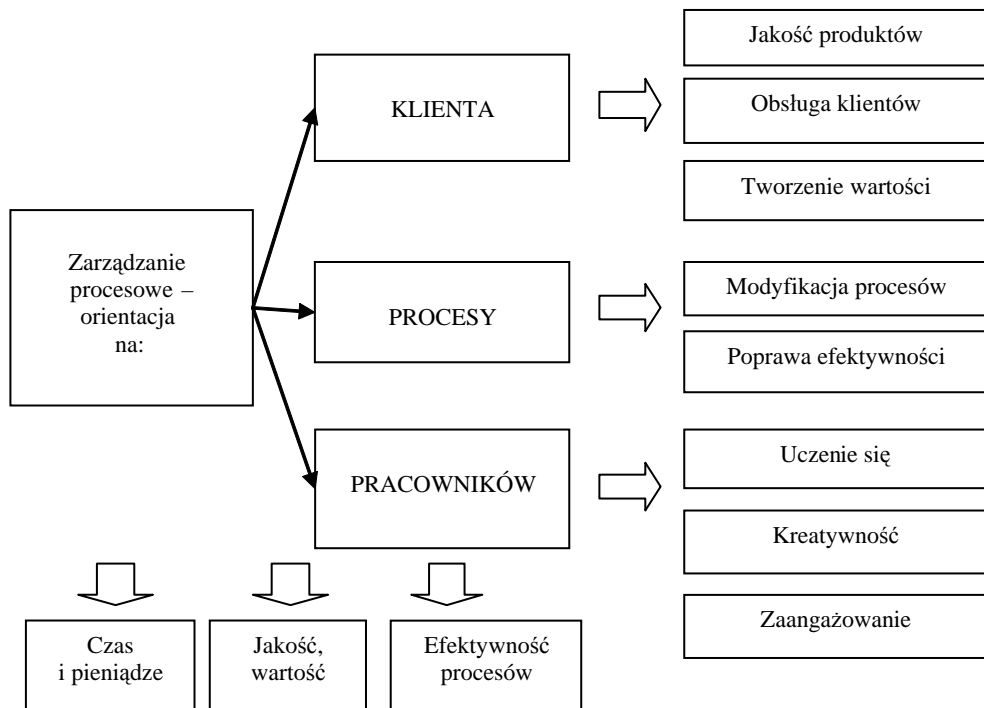 Zarządzanie
procesowe –
orientacja
na:
KLIENTA
Jakość produktów
Obsługa klientów
Tworzenie wartości
PROCESY
Modyfikacja procesów
Poprawa efektywności
PRACOWNIKÓW
Uczenie się
Kreatywność
Zaangażowanie
Czas
i pieniądze
Jakość,
wartość
Efektywność
procesów